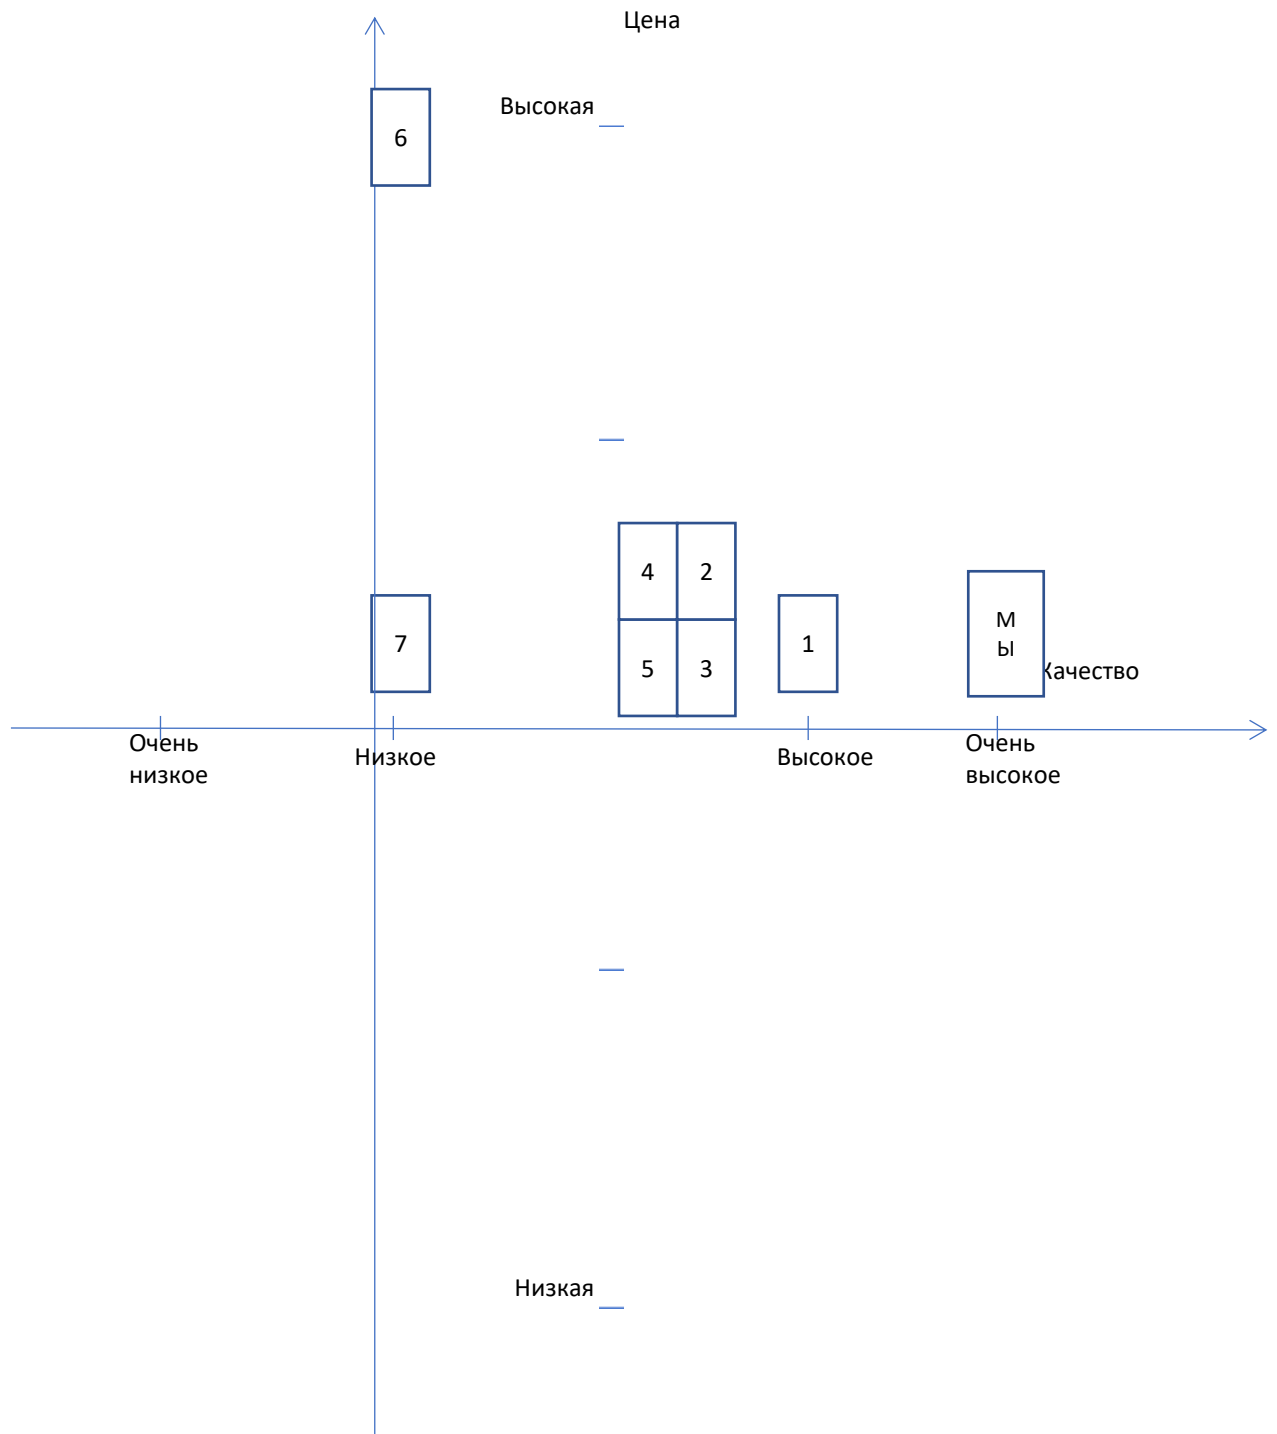 Цена
Высокая
6
4
2
5
3
7
1
М
Ы
Качество
Очень
низкое
Низкое
Высокое
Очень
высокое
Низкая